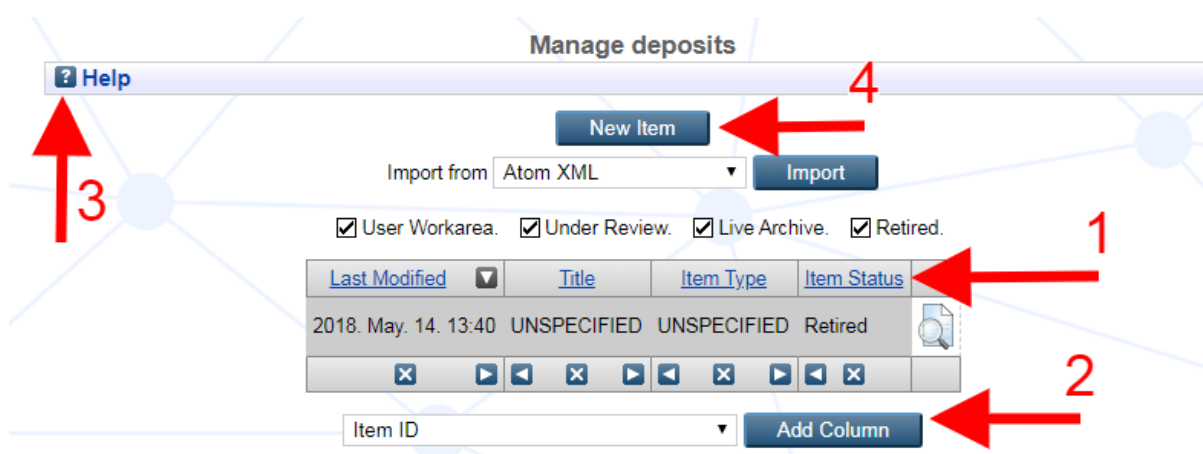 Manage deposits
? Help
4
New Item
3
Import from Atom XML Import
User Workarea. Under Review. Live Archive. Retired.
1
Last Modified Title Item Type Item Status
2018. May. 14. 13:40 UNSPECIFIED UNSPECIFIED Retired
2
Item ID Add Column